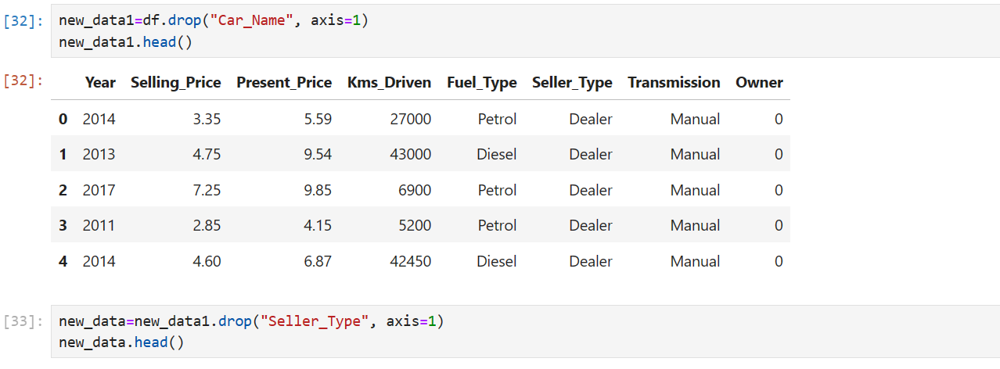 [32]: new_data1=df.drop("Car_Name", axis=1)
new_data1.head()
[32]: Year Selling_Price Present_Price Kms_Driven Fuel_Type Seller_Type Transmission Owner
0 2014 3.35 5.59 27000 Petrol Dealer Manual 0
1 2013 4.75 9.54 43000 Diesel Dealer Manual 0
2 2017 7.25 9.85 6900 Petrol Dealer Manual 0
3 2011 2.85 4.15 5200 Petrol Dealer Manual 0
4 2014 4.60 6.87 42450 Diesel Dealer Manual 0
[33]: new_data=new_data1.drop("Seller_Type", axis=1)
new_data.head()